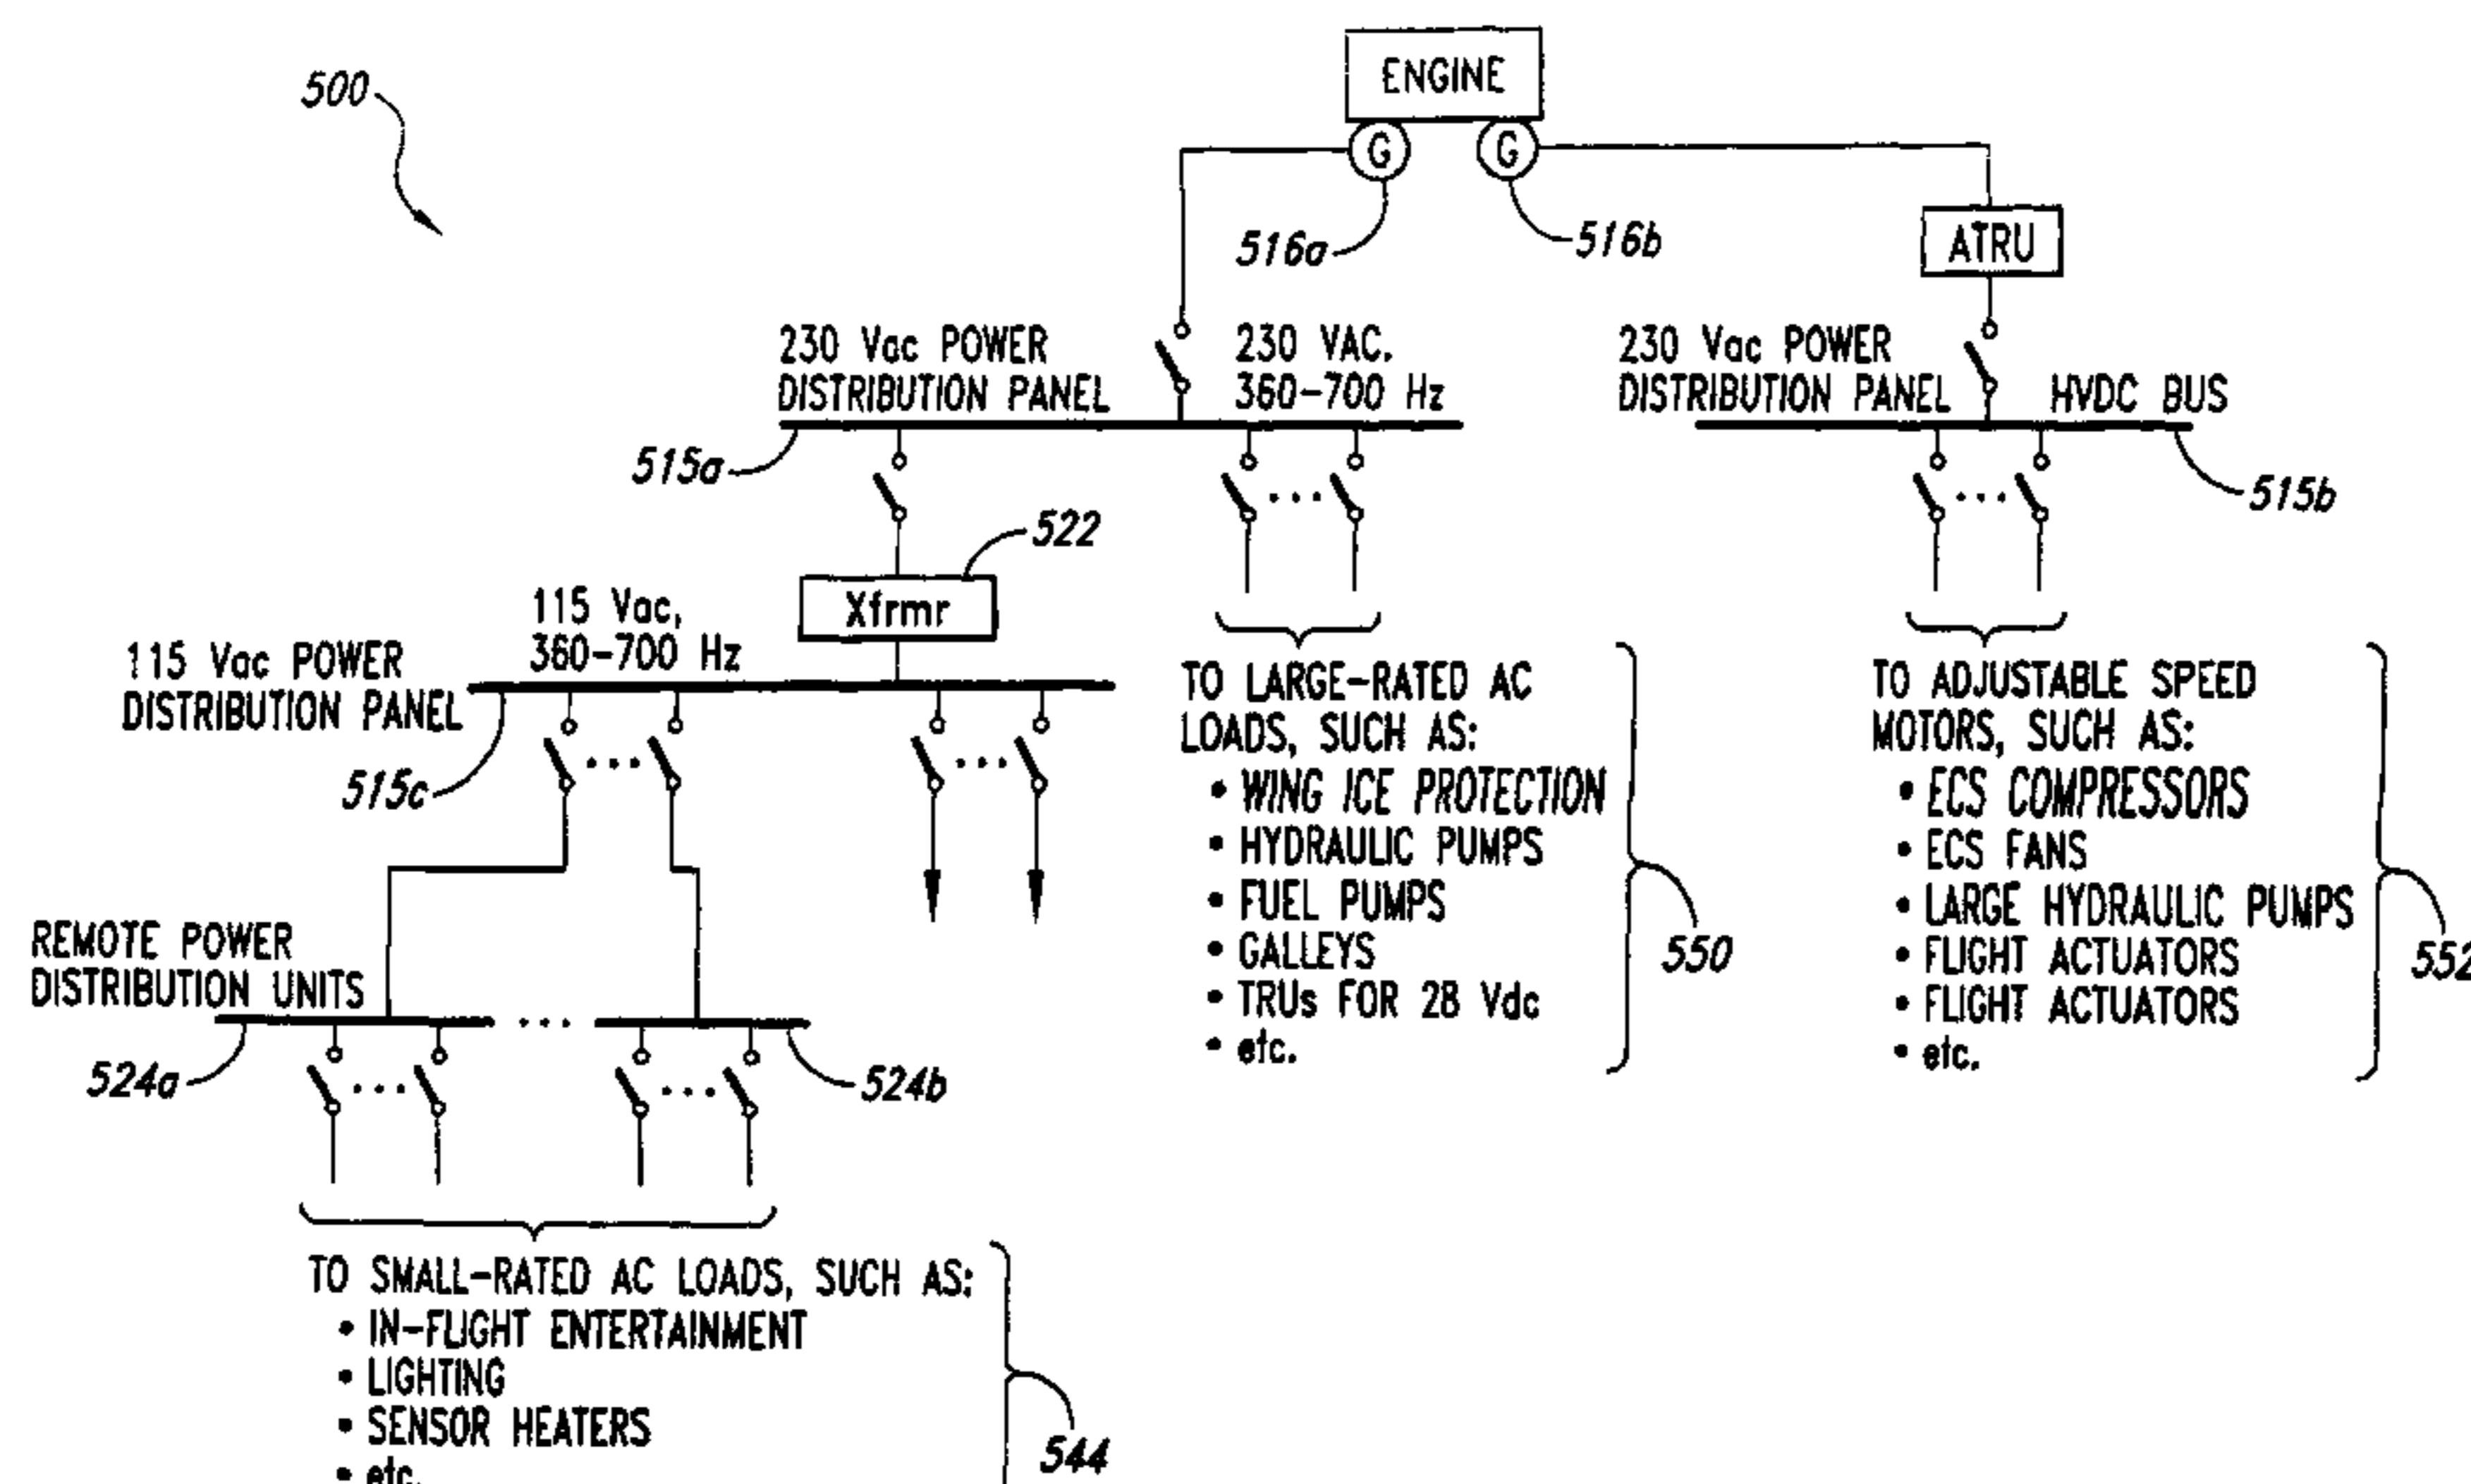 500
ENGINE
G
G
516a
516b
ATRU
230 Vac POWER
DISTRIBUTION PANEL
230 VAC.
360-700 Hz
230 Vac POWER
DISTRIBUTION PANEL
HVDC BUS
515a
515b
522
Xfrmr
115 Vac,
360-700 Hz
115 Vac POWER
DISTRIBUTION PANEL
515c
TO LARGE-RATED AC
LOADS, SUCH AS:
• WING ICE PROTECTION
• HYDRAULIC PUMPS
• FUEL PUMPS
• GALLEYS
• TRUs FOR 28 Vdc
• etc.
550
TO ADJUSTABLE SPEED
MOTORS, SUCH AS:
• ECS COMPRESSORS
• ECS FANS
• LARGE HYDRAULIC PUMPS
• FLIGHT ACTUATORS
• FLIGHT ACTUATORS
• etc.
552
REMOTE POWER
DISTRIBUTION UNITS
524a
524b
TO SMALL-RATED AC LOADS, SUCH AS:
• IN-FLIGHT ENTERTAINMENT
• LIGHTING
• SENSOR HEATERS
• etc.
544